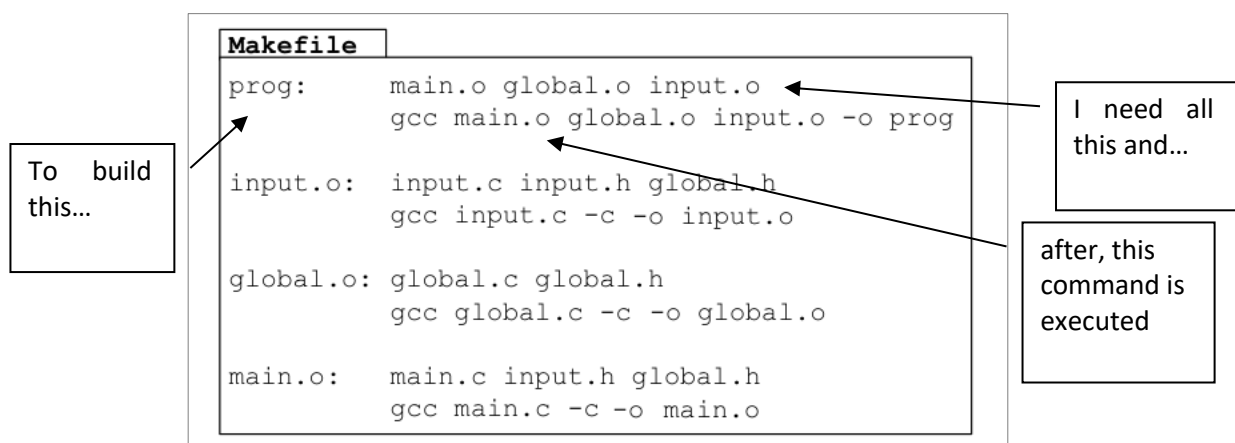 Makefile
prog: main.o global.o input.o
gcc main.o global.o input.o -o prog
input.o: input.c input.h global.h
gcc input.c -c -o input.o
global.o: global.c global.h
gcc global.c -c -o global.o
main.o: main.c input.h global.h
gcc main.c -c -o main.o
To build
this…
I need all
this and…
after, this
command is
executed